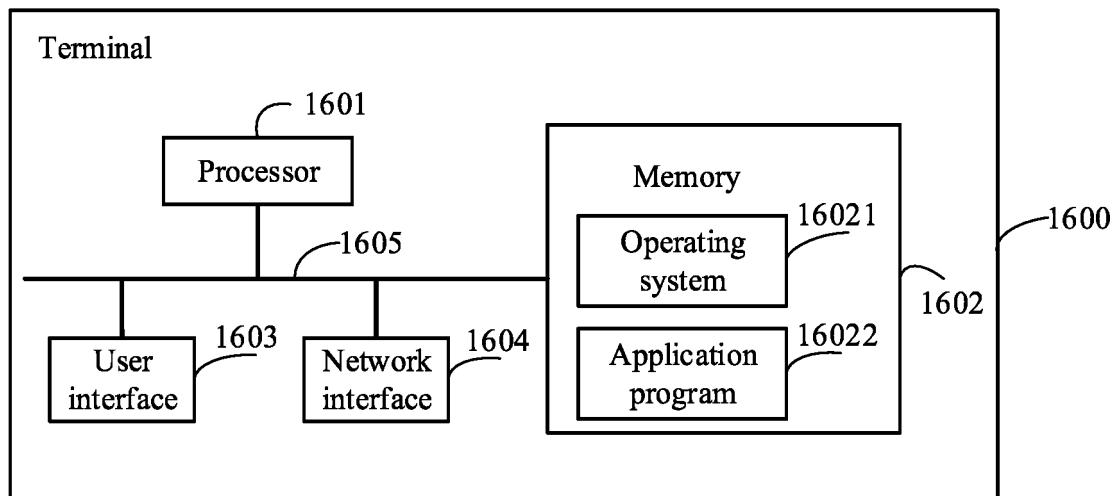 Terminal
1601
Processor
Memory
1605
16021
Operating
system
1600
1602
1603
User
interface
1604
Network
interface
16022
Application
program